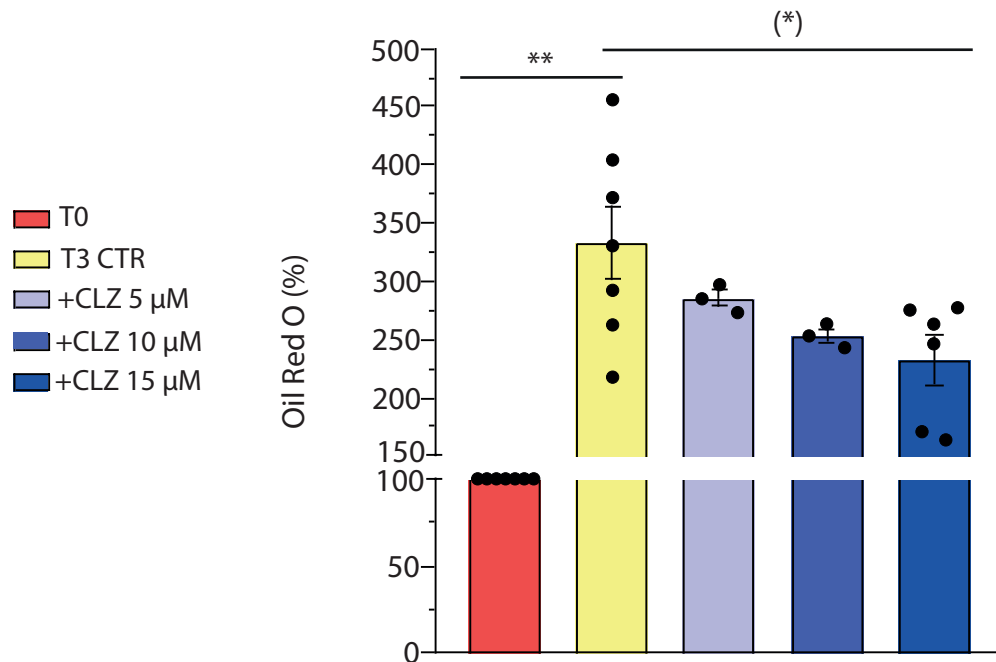 (*)
**
500
450
400
350
300
250
200
150
100
50
0
Oil Red O (%)
T0
T3 CTR
+CLZ 5 μM
+CLZ 10 μM
+CLZ 15 μM